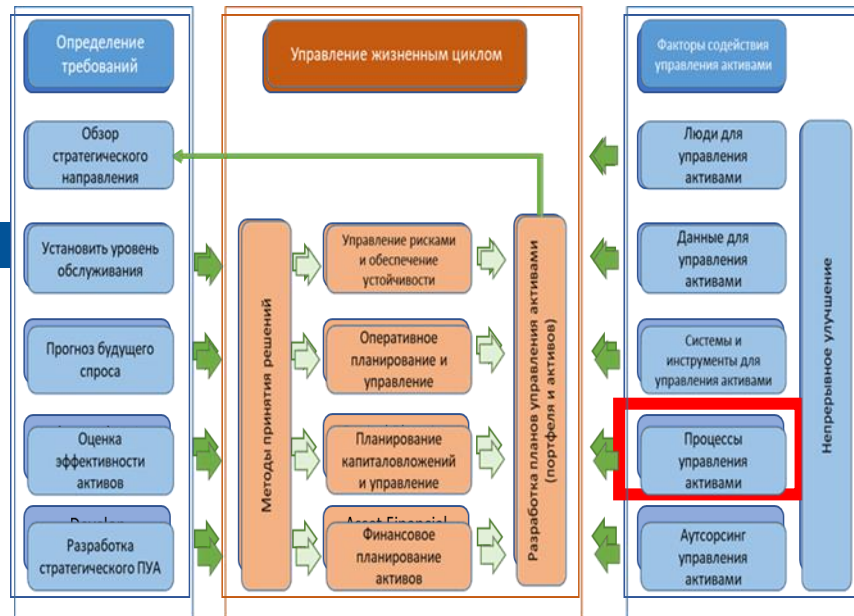 Определение
требований
Обзор
стратегического
направления
Установить уровень
обслуживания
Прогноз будущего
спроса
Оценка
эффективности
активов
Разработка
стратегического ПУА
Управление жизненным циклом
Методы принятия решений
Управление рисками
и обеспечение
устойчивости
Оперативное
планирование и
управление
Планирование
капиталовложений
и управление
Asset Financial
Финансовое
планирование
активов
Разработка планов управления активами
(портфеля и активов)
Факторы содействия
управления активами
Люди для
управления
активами
Данные для
управления
активами
Системы и
инструменты для
управления активами
Процессы
управления
активами
Аутсорсинг
управления
активами
Непрерывное улучшение